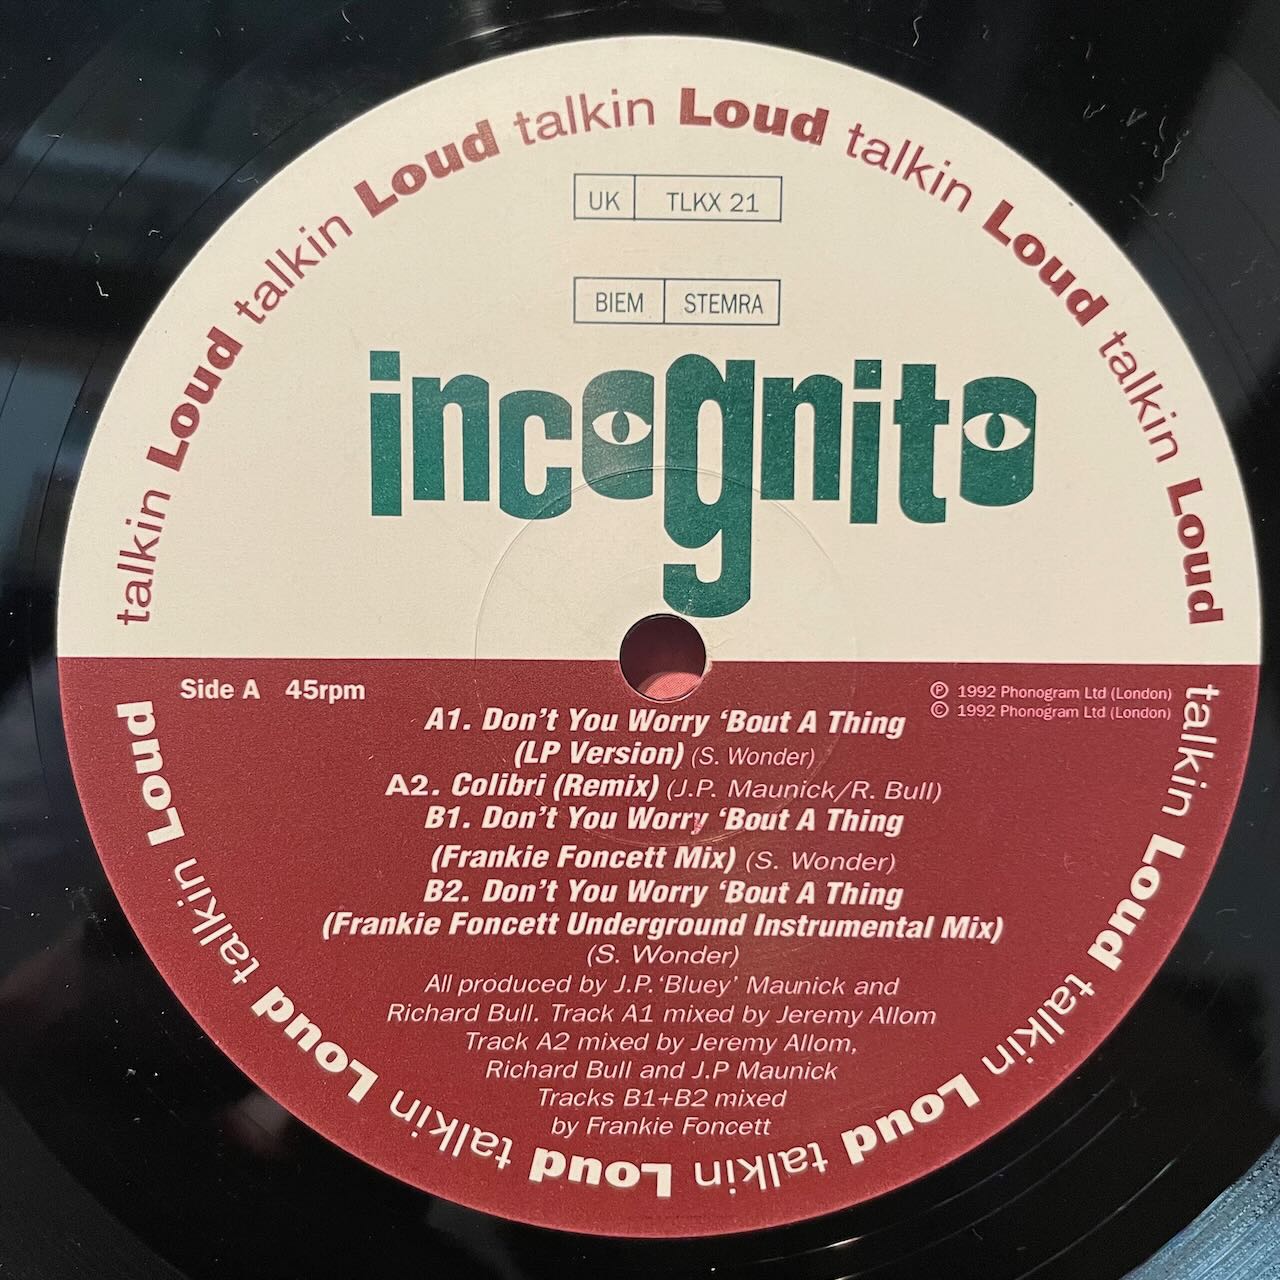 talkin Loud talkin Loud talkin Loud talkin Loud talkin Loud talkin Loud
UK TLKX 21
BIEM STEMRA
incognito
Side A 45rpm
℗ 1992 Phonogram Ltd (London)
© 1992 Phonogram Ltd (London)
A1. Don't You Worry ‘Bout A Thing
(LP Version) (S. Wonder)
A2. Colibri (Remix) (J.P. Maunick/R. Bull)
B1. Don't You Worry ‘Bout A Thing
(Frankie Foncett Mix) (S. Wonder)
B2. Don't You Worry ‘Bout A Thing
(Frankie Foncett Underground Instrumental Mix)
(S. Wonder)
All produced by J.P.‘Bluey’ Maunick and
Richard Bull. Track A1 mixed by Jeremy Allom
Track A2 mixed by Jeremy Allom,
Richard Bull and J.P Maunick
Tracks B1+B2 mixed
by Frankie Foncett
talkin Loud talkin Loud talkin Loud talkin Loud talkin Loud